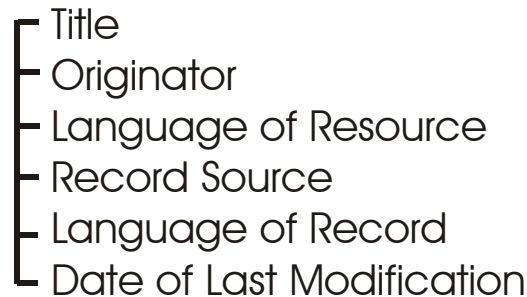 Title
Originator
Language of Resource
Record Source
Language of Record
Date of Last Modification